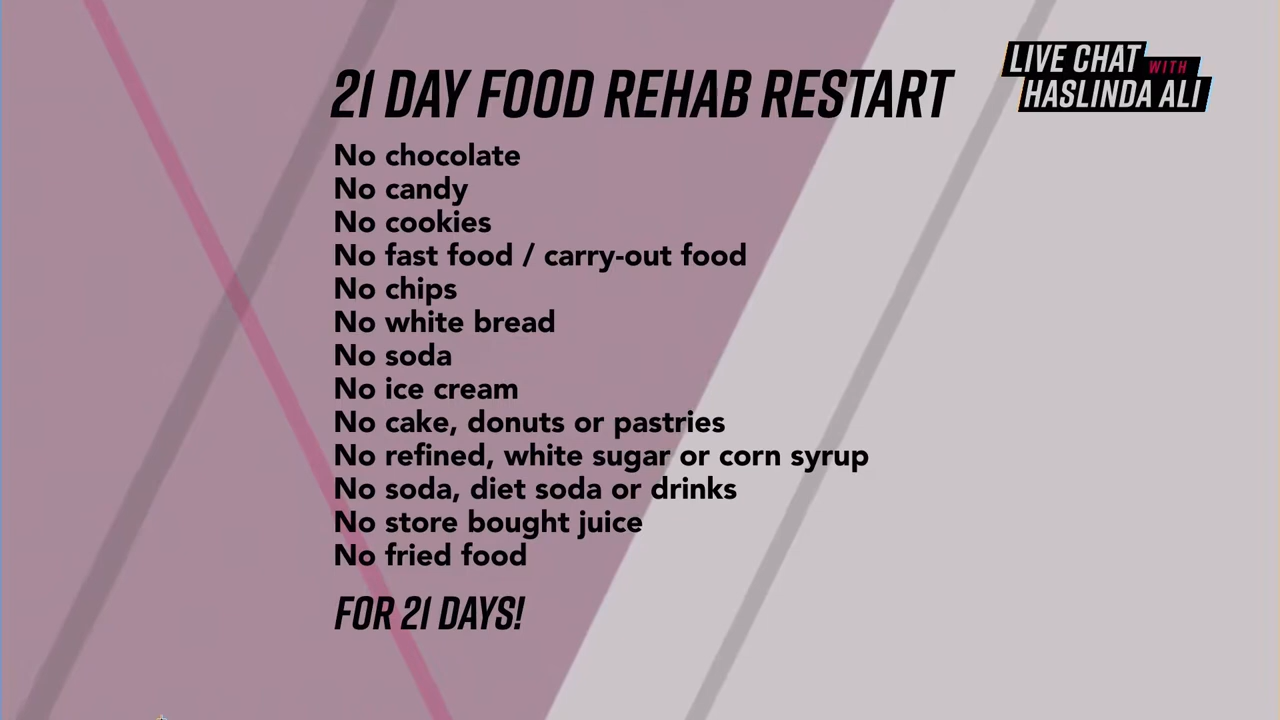 21 DAY FOOD REHAB RESTART
LIVE CHAT WITH
HASLINDA ALI
No chocolate
No candy
No cookies
No fast food / carry-out food
No chips
No white bread
No soda
No ice cream
No cake, donuts or pastries
No refined, white sugar or corn syrup
No soda, diet soda or drinks
No store bought juice
No fried food
FOR 21 DAYS!